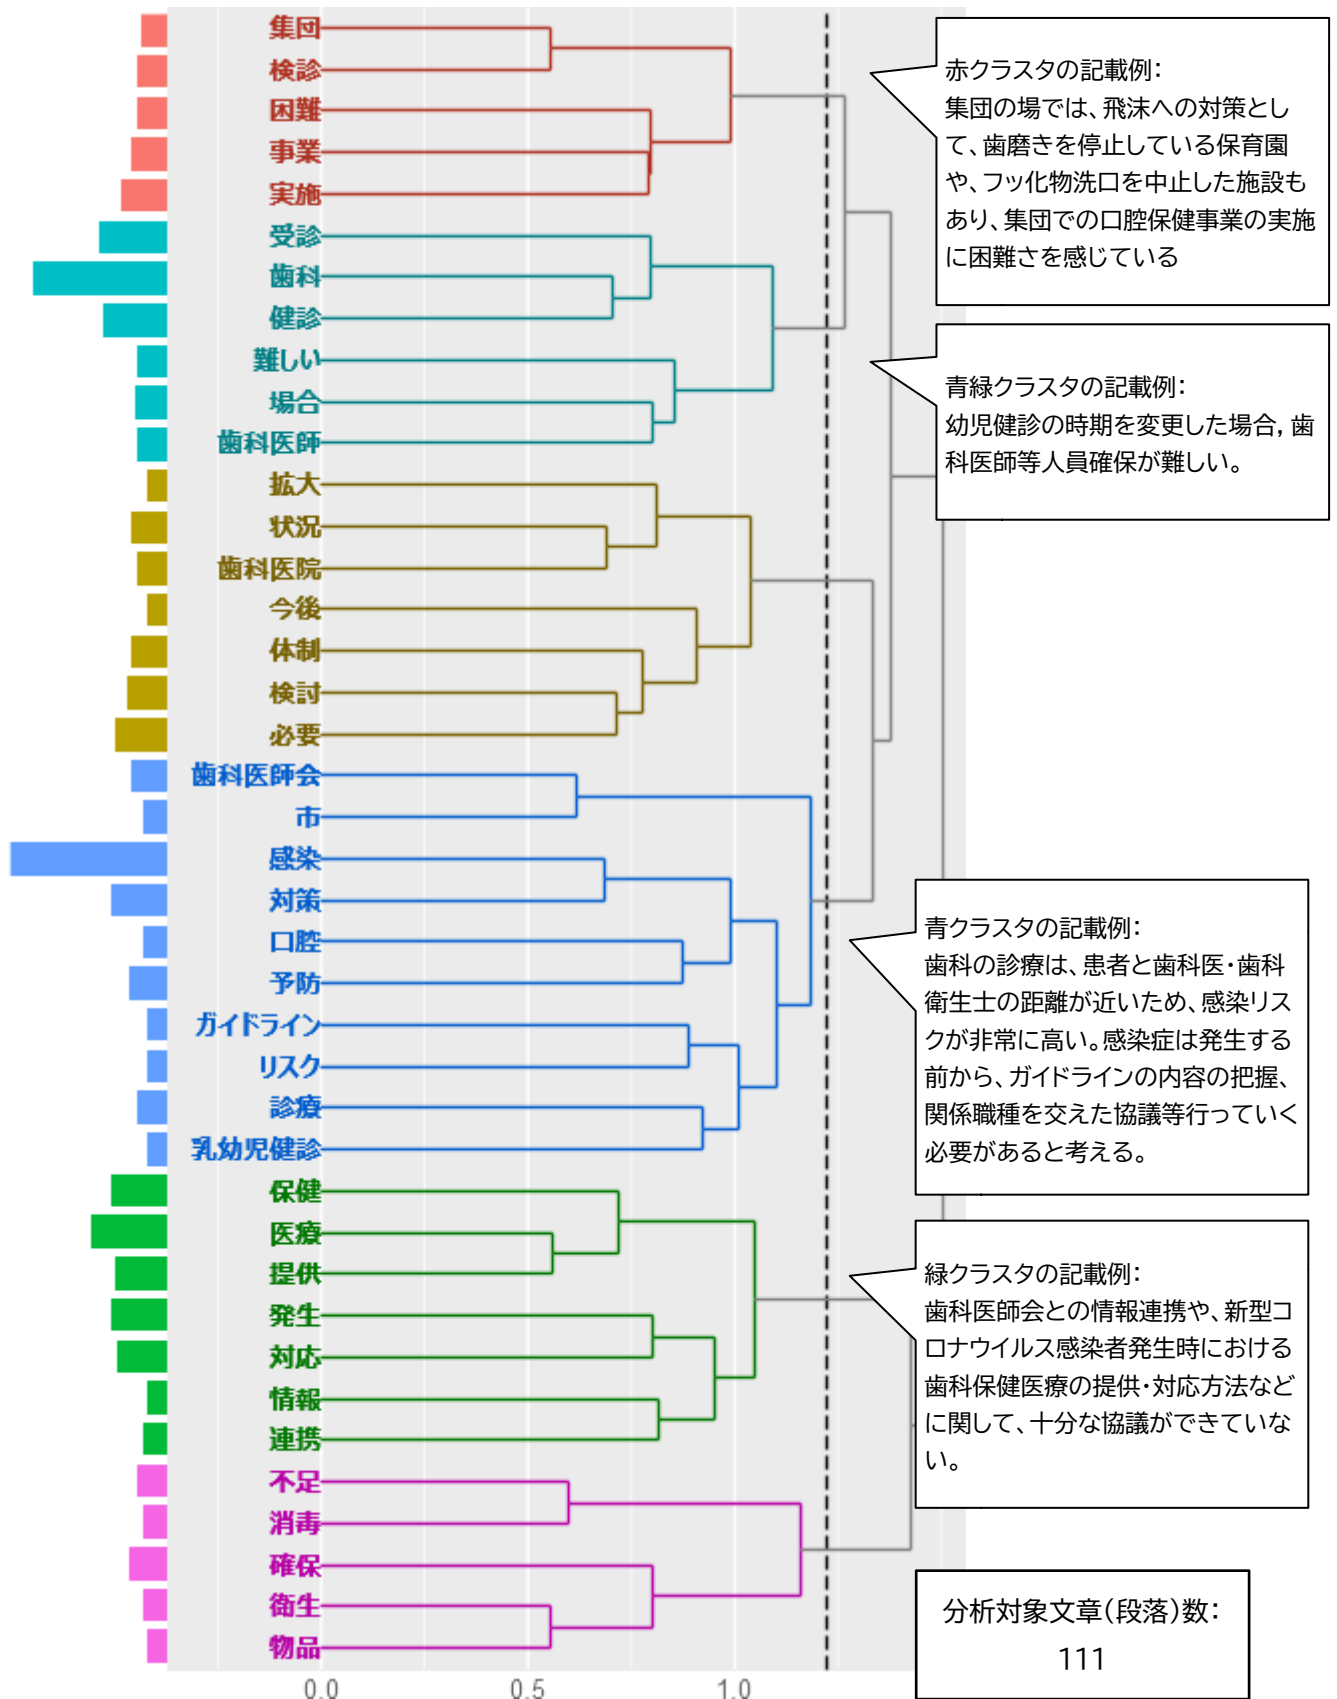 集団
検診
困難
事業
実施
受診
歯科
健診
難しい
場合
歯科医師
拡大
状況
歯科医院
今後
体制
検討
必要
歯科医師会
市
感染
対策
口腔
予防
ガイドライン
リスク
診療
乳幼児健診
保健
医療
提供
発生
対応
情報
連携
不足
消毒
確保
衛生
物品
0.0 0.5 1.0
赤クラスタの記載例：
集団の場では、飛沫への対策とし
て、歯磨きを停止している保育園
や、フッ化物洗口を中止した施設も
あり、集団での口腔保健事業の実施
に困難さを感じている
青緑クラスタの記載例：
幼児健診の時期を変更した場合，歯
科医師等人員確保が難しい。
青クラスタの記載例：
歯科の診療は、患者と歯科医・歯科
衛生士の距離が近いため、感染リス
クが非常に高い。感染症は発生する
前から、ガイドラインの内容の把握、
関係職種を交えた協議等行っていく
必要があると考える。
緑クラスタの記載例：
歯科医師会との情報連携や、新型コ
ロナウイルス感染者発生時における
歯科保健医療の提供・対応方法など
に関して、十分な協議ができていな
い。
分析対象文章（段落）数：
111